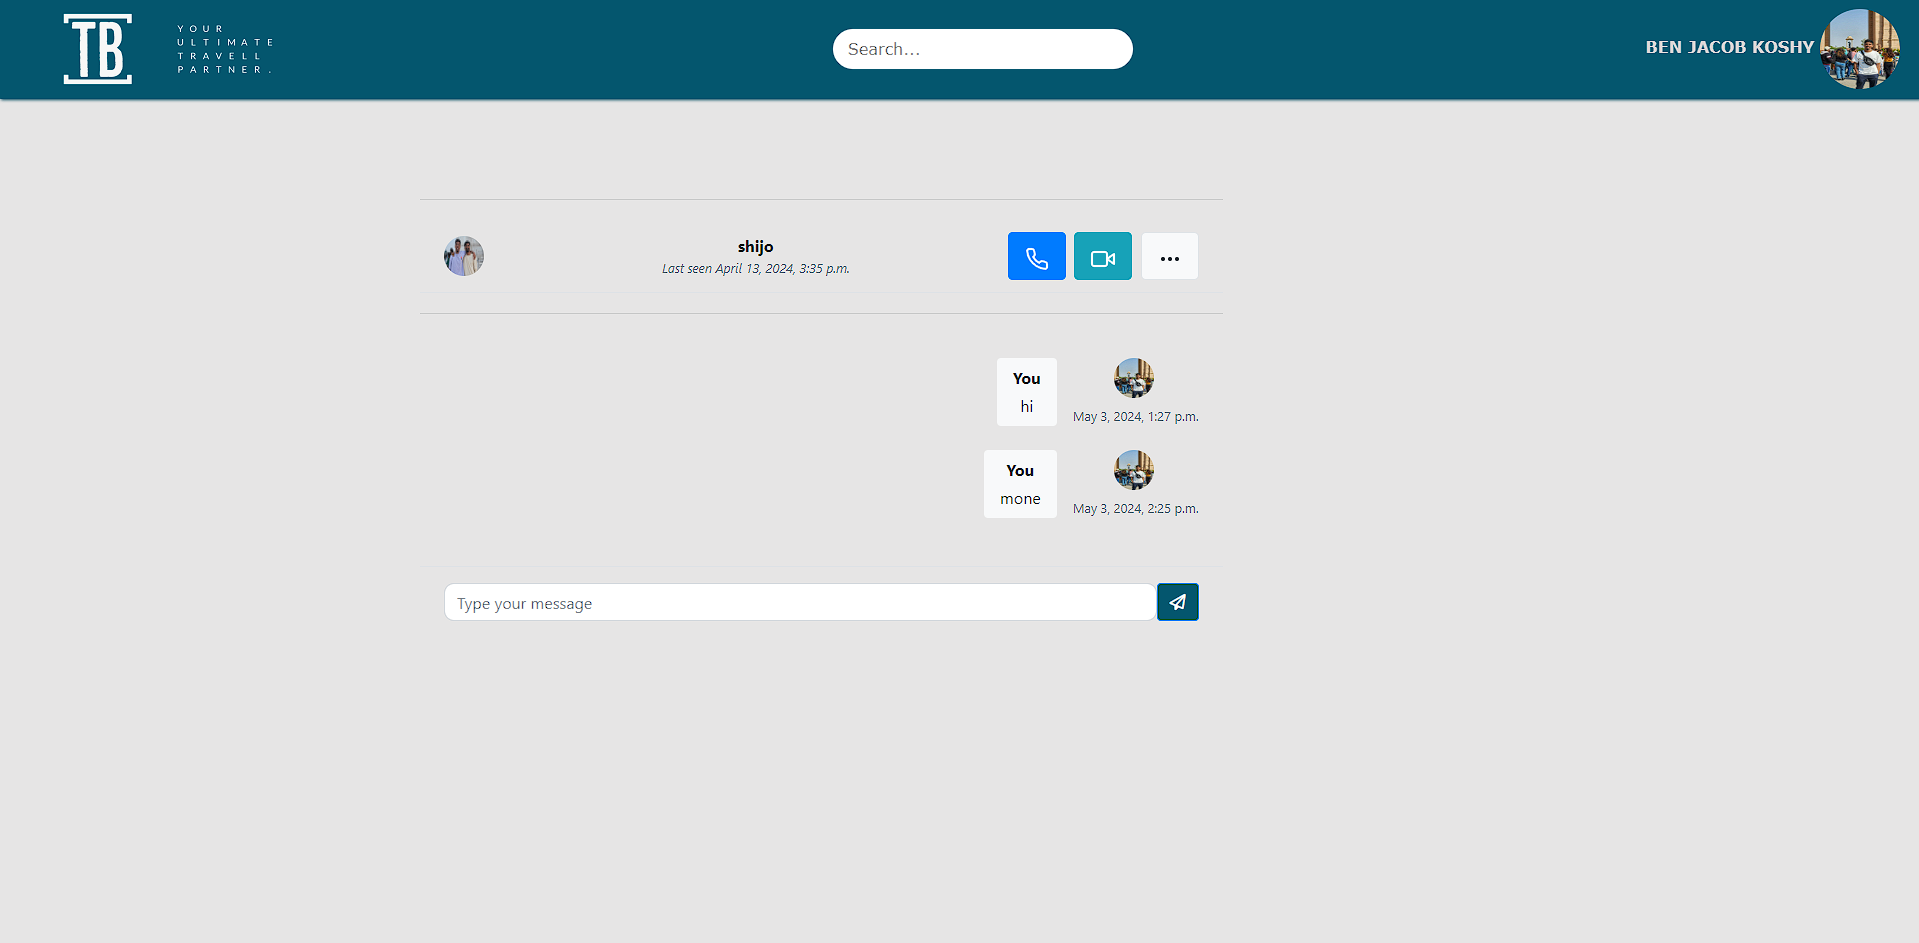 TB
YOUR
ULTIMATE
TRAVELL
PARTNER.
Search...
BEN JACOB KOSHY
shijo
Last seen April 13, 2024, 3:35 p.m.
You
hi
May 3, 2024, 1:27 p.m.
You
mone
May 3, 2024, 2:25 p.m.
Type your message